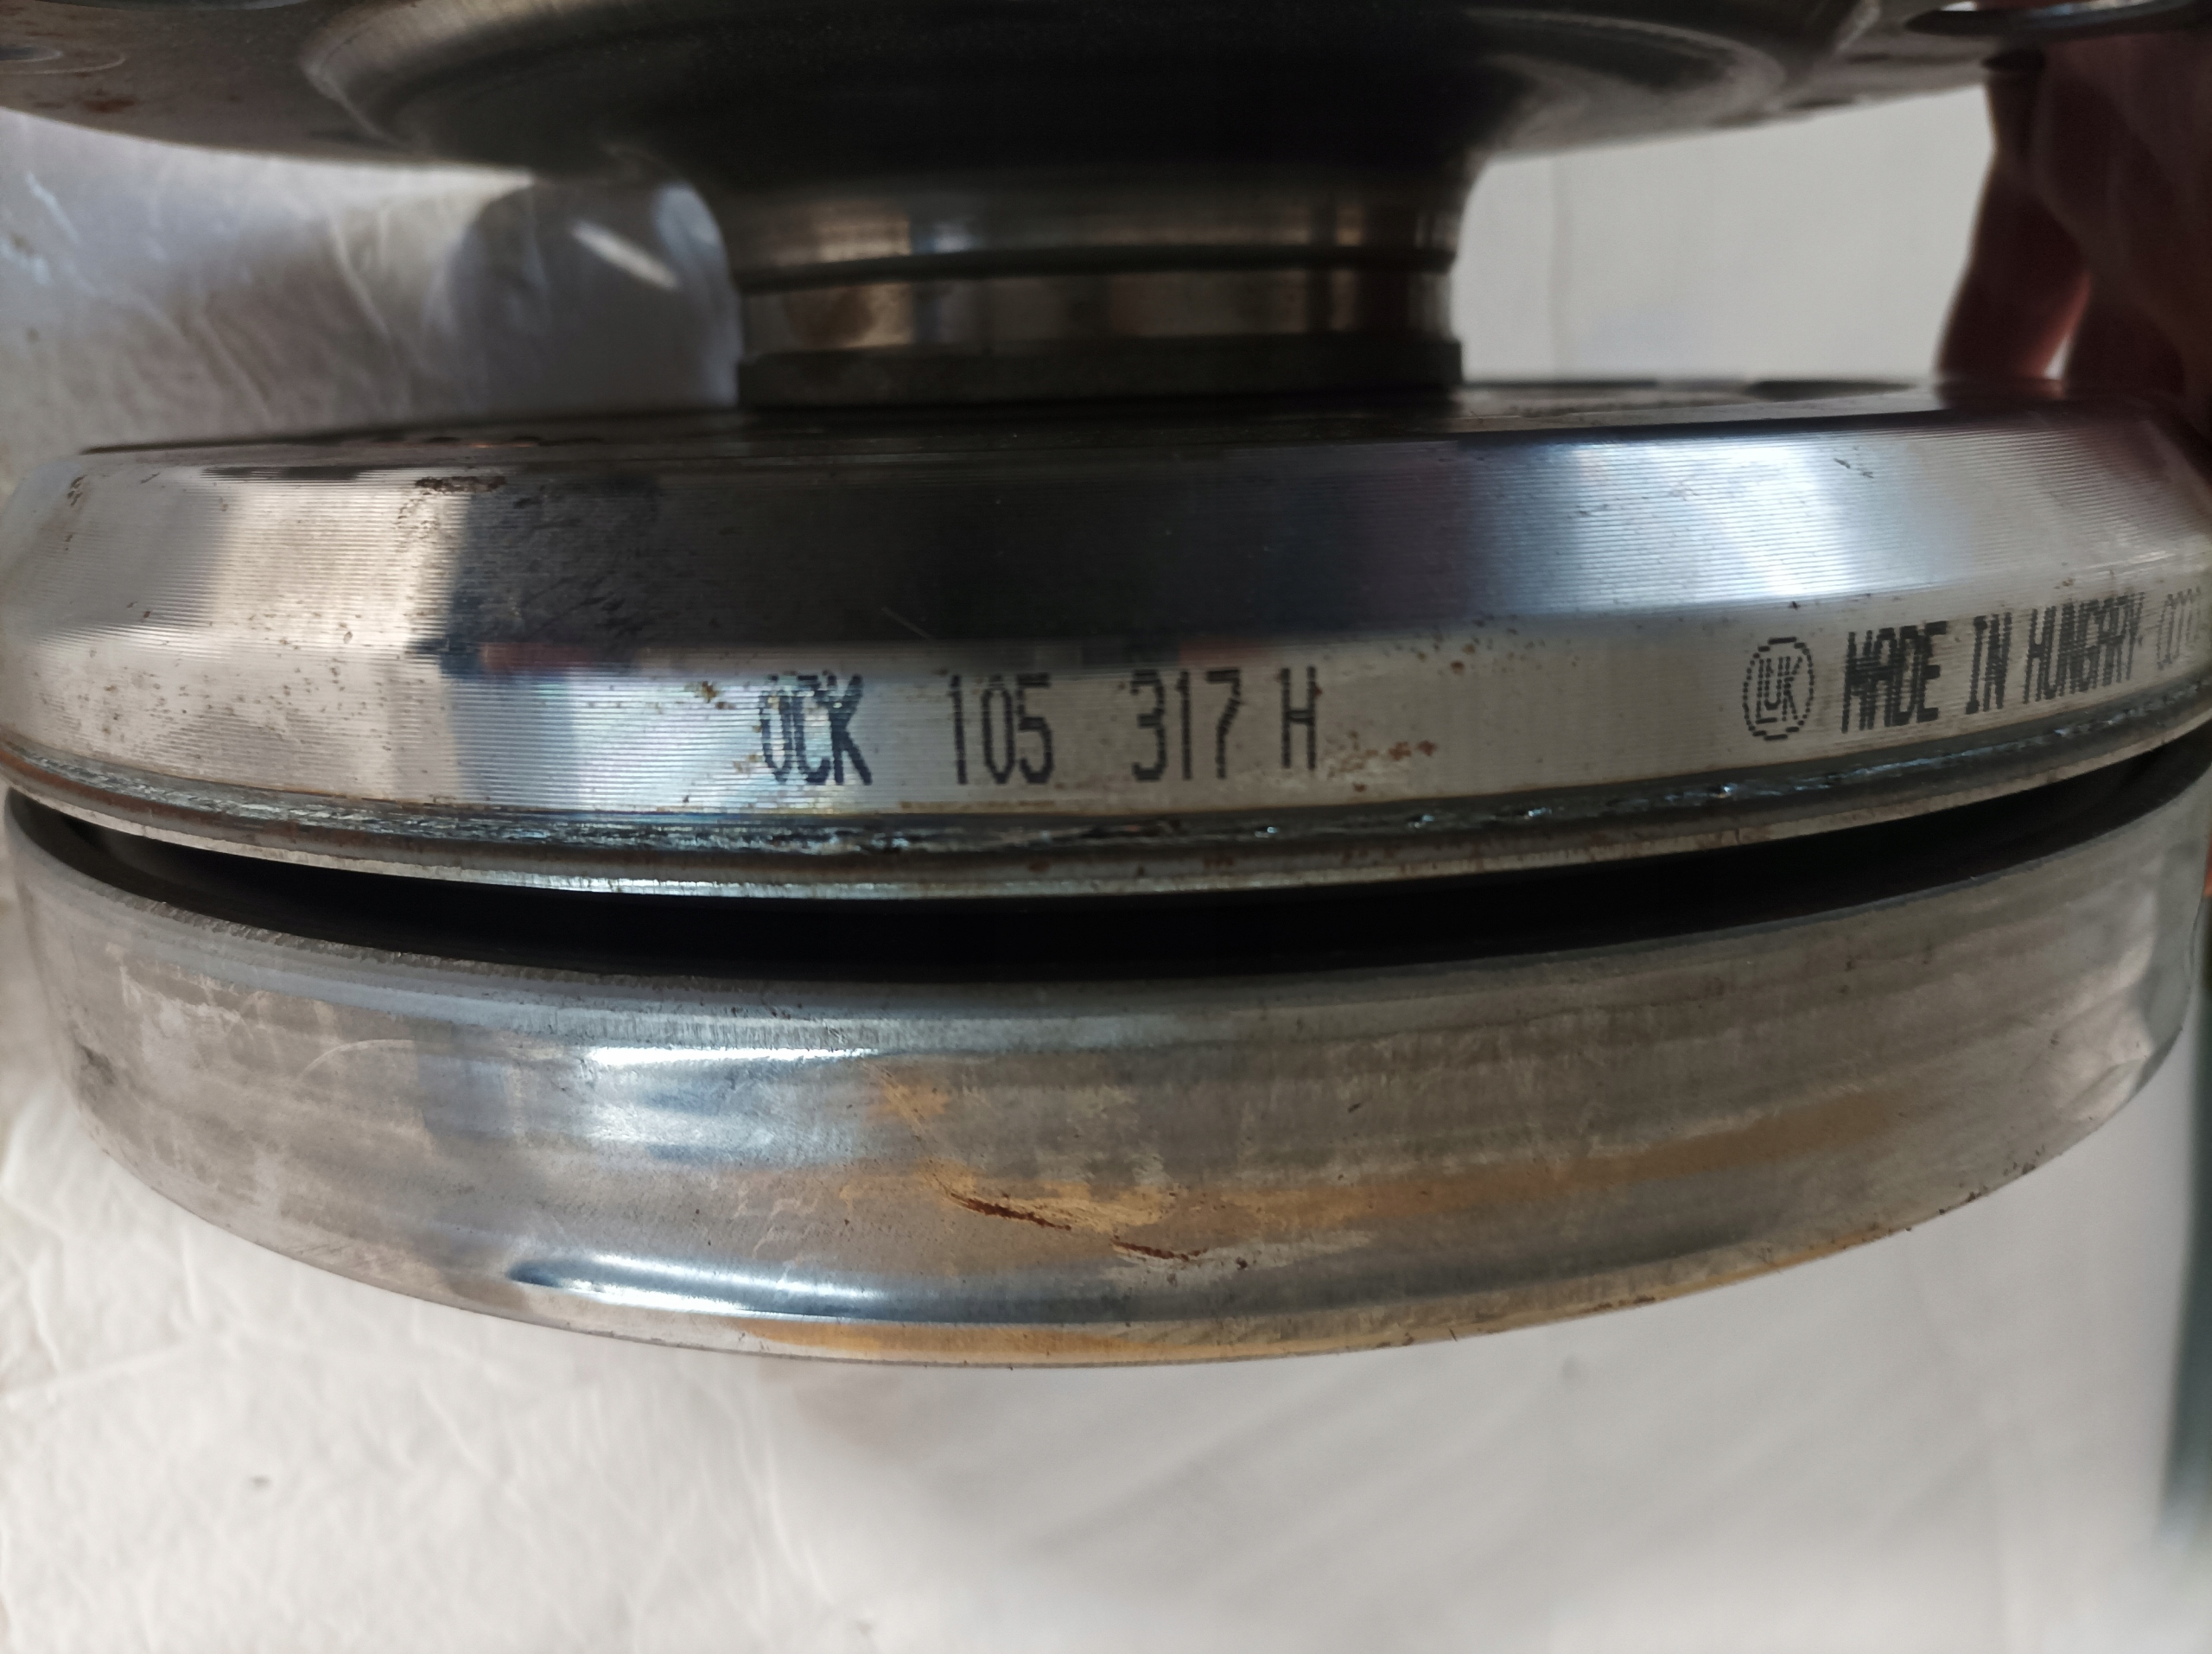 0CK 105 317 H
LUK MADE IN HUNGARY